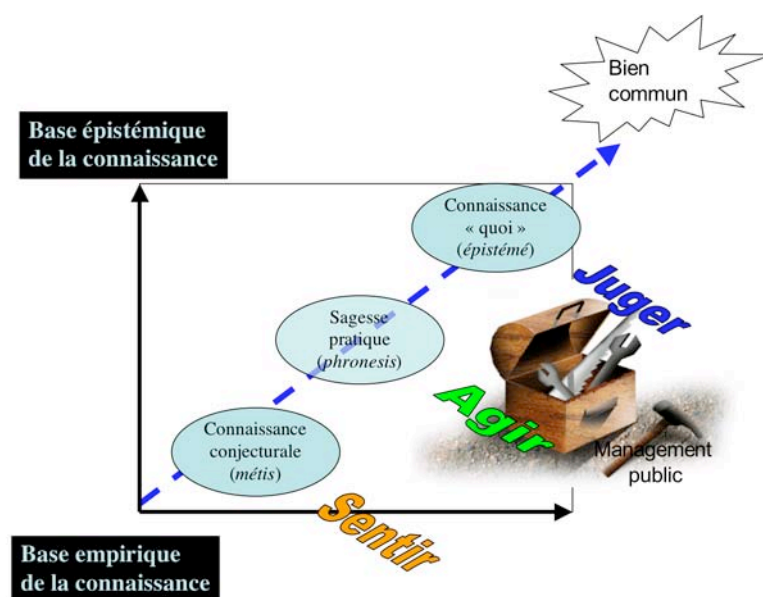 Bien
commun
Base épistémique
de la connaissance
Connaissance
« quoi »
(épistémé)
Juger
Sagesse
pratique
(phronesis)
Agir
Connaissance
conjecturale
(métis)
Management
public
Sentir
Base empirique
de la connaissance